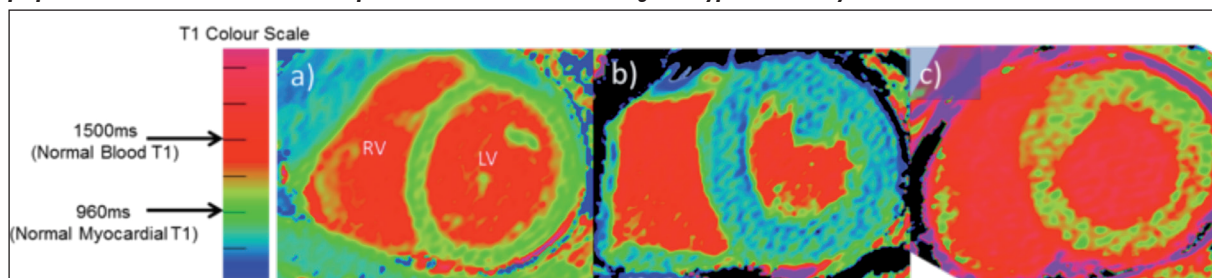 T1 Colour Scale
1500ms
(Normal Blood T1)
960ms
(Normal Myocardial T1)
a)
RV
LV
b)
c)